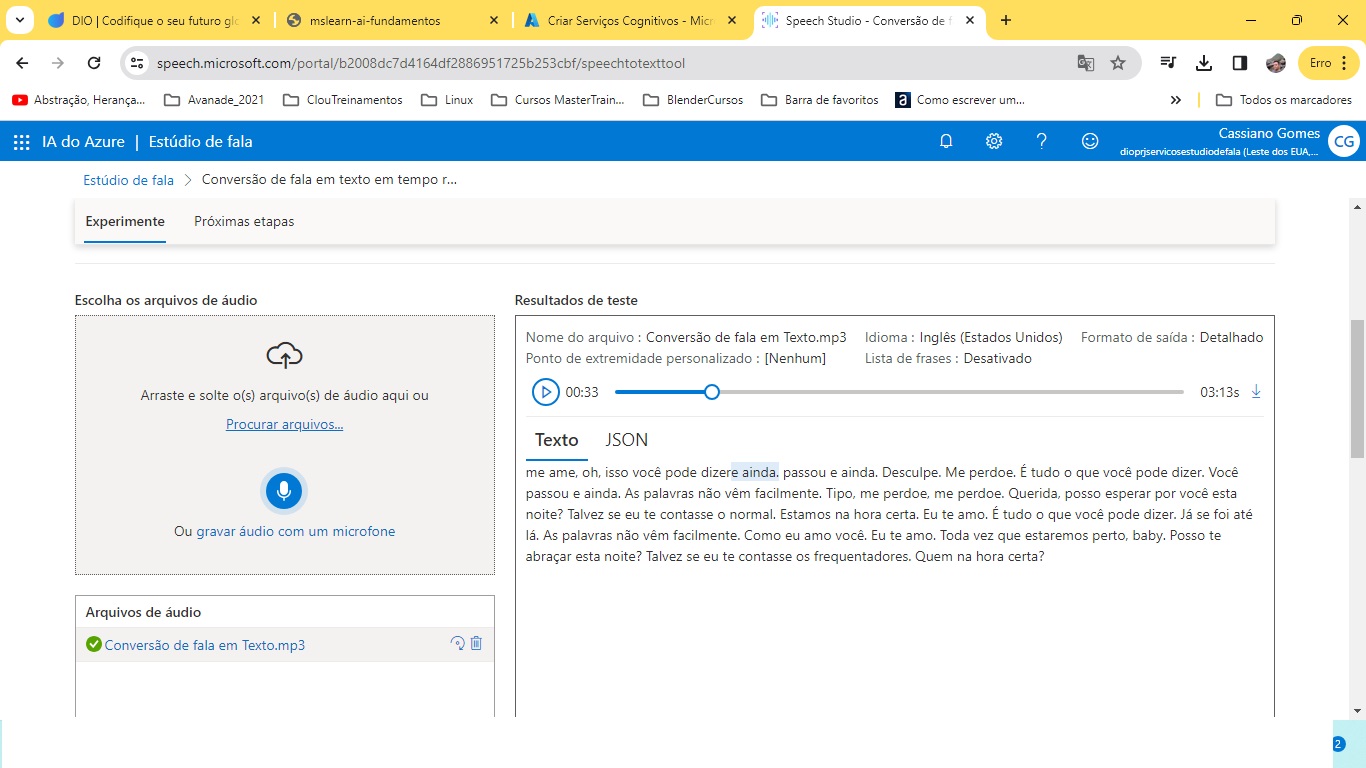 DIO | Codifique o seu futuro glo
mslearn-ai-fundamentos
Criar Serviços Cognitivos - Micr
Speech Studio - Conversão de f
speech.microsoft.com/portal/b2008dc7d4164df2886951725b253cbf/speechtotexttool
Erro
Abstração, Herança...
Avanade_2021
ClouTreinamentos
Linux
Cursos MasterTrain...
BlenderCursos
Barra de favoritos
Como escrever um...
Todos os marcadores
IA do Azure | Estúdio de fala
Cassiano Gomes
dioprjservicosestudiodefala (Leste dos EUA,...
CG
Estúdio de fala > Conversão de fala em texto em tempo r...
Experimente
Próximas etapas
Escolha os arquivos de áudio
Arraste e solte o(s) arquivo(s) de áudio aqui ou
Procurar arquivos...
Ou gravar áudio com um microfone
Arquivos de áudio
Conversão de fala em Texto.mp3
Resultados de teste
Nome do arquivo : Conversão de fala em Texto.mp3 Idioma : Inglês (Estados Unidos) Formato de saída : Detalhado
Ponto de extremidade personalizado : [Nenhum] Lista de frases : Desativado
00:33
03:13s
Texto
JSON
me ame, oh, isso você pode dizere ainda. passou e ainda. Desculpe. Me perdoe. É tudo o que você pode dizer. Você
passou e ainda. As palavras não vêm facilmente. Tipo, me perdoe, me perdoe. Querida, posso esperar por você esta
noite? Talvez se eu te contasse o normal. Estamos na hora certa. Eu te amo. É tudo o que você pode dizer. Já se foi até
lá. As palavras não vêm facilmente. Como eu amo você. Eu te amo. Toda vez que estaremos perto, baby. Posso te
abraçar esta noite? Talvez se eu te contasse os frequentadores. Quem na hora certa?
2